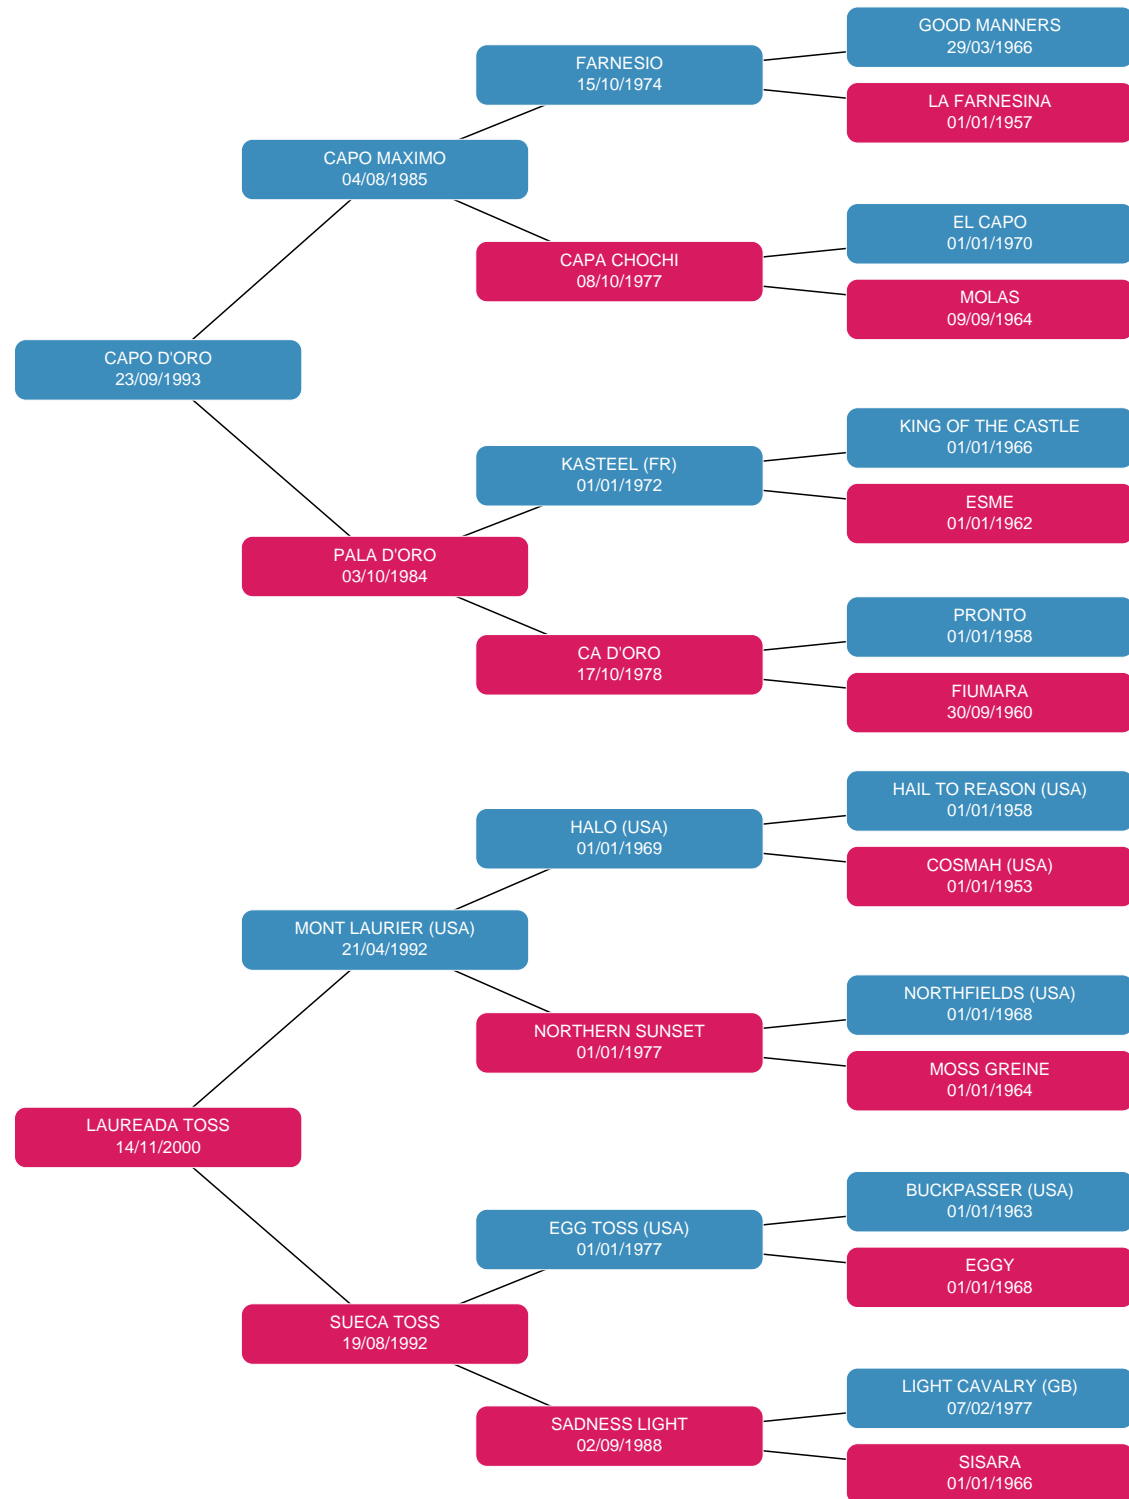 GOOD MANNERS
29/03/1966
FARNESIO
15/10/1974
LA FARNESINA
01/01/1957
CAPO MAXIMO
04/08/1985
EL CAPO
01/01/1970
CAPA CHOCHI
08/10/1977
MOLAS
09/09/1964
CAPO D'ORO
23/09/1993
KING OF THE CASTLE
01/01/1966
KASTEEL (FR)
01/01/1972
ESME
01/01/1962
PALA D'ORO
03/10/1984
PRONTO
01/01/1958
CA D'ORO
17/10/1978
FIUMARA
30/09/1960
HAIL TO REASON (USA)
01/01/1958
HALO (USA)
01/01/1969
COSMAH (USA)
01/01/1953
MONT LAURIER (USA)
21/04/1992
NORTHFIELDS (USA)
01/01/1968
NORTHERN SUNSET
01/01/1977
MOSS GREINE
01/01/1964
LAUREADA TOSS
14/11/2000
BUCKPASSER (USA)
01/01/1963
EGG TOSS (USA)
01/01/1977
EGGY
01/01/1968
SUECA TOSS
19/08/1992
LIGHT CAVALRY (GB)
07/02/1977
SADNESS LIGHT
02/09/1988
SISARA
01/01/1966